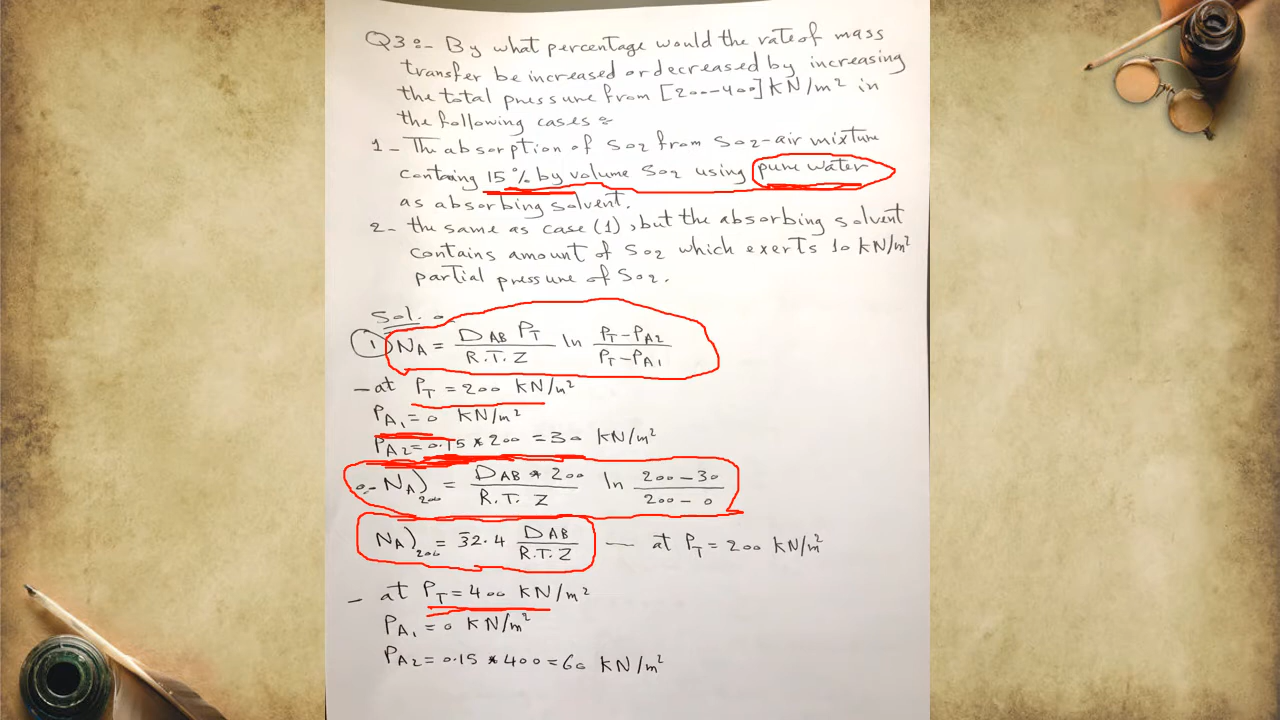 Q3:- By what percentage would the rate of mass
transfer be increased or decreased by increasing
the total pressure from [200-400] KN/m² in
the following cases:
1- The absorption of SO2 from SO2-air mixture
containg 15% by volume SO2 using pure water
as absorbing solvent.
2- the same as case (1), but the absorbing solvent
contains amount of SO2 which exerts 10 KN/m²
partial pressure of SO2.
Sol.:
1) NA = DAB PT / R.T.Z ln PT-PA2 / PT-PA1
- at PT = 200 KN/m²
PA1 = 0 KN/m²
PA2 = 0.15 * 200 = 30 KN/m²
:- NA)200 = DAB * 200 / R.T. Z ln 200-30 / 200-0
NA)200 = -32.4 DAB / R.T.Z — at PT = 200 KN/m²
- at PT = 400 KN/m²
PA1 = 0 KN/m²
PA2 = 0.15 * 400 = 60 KN/m²